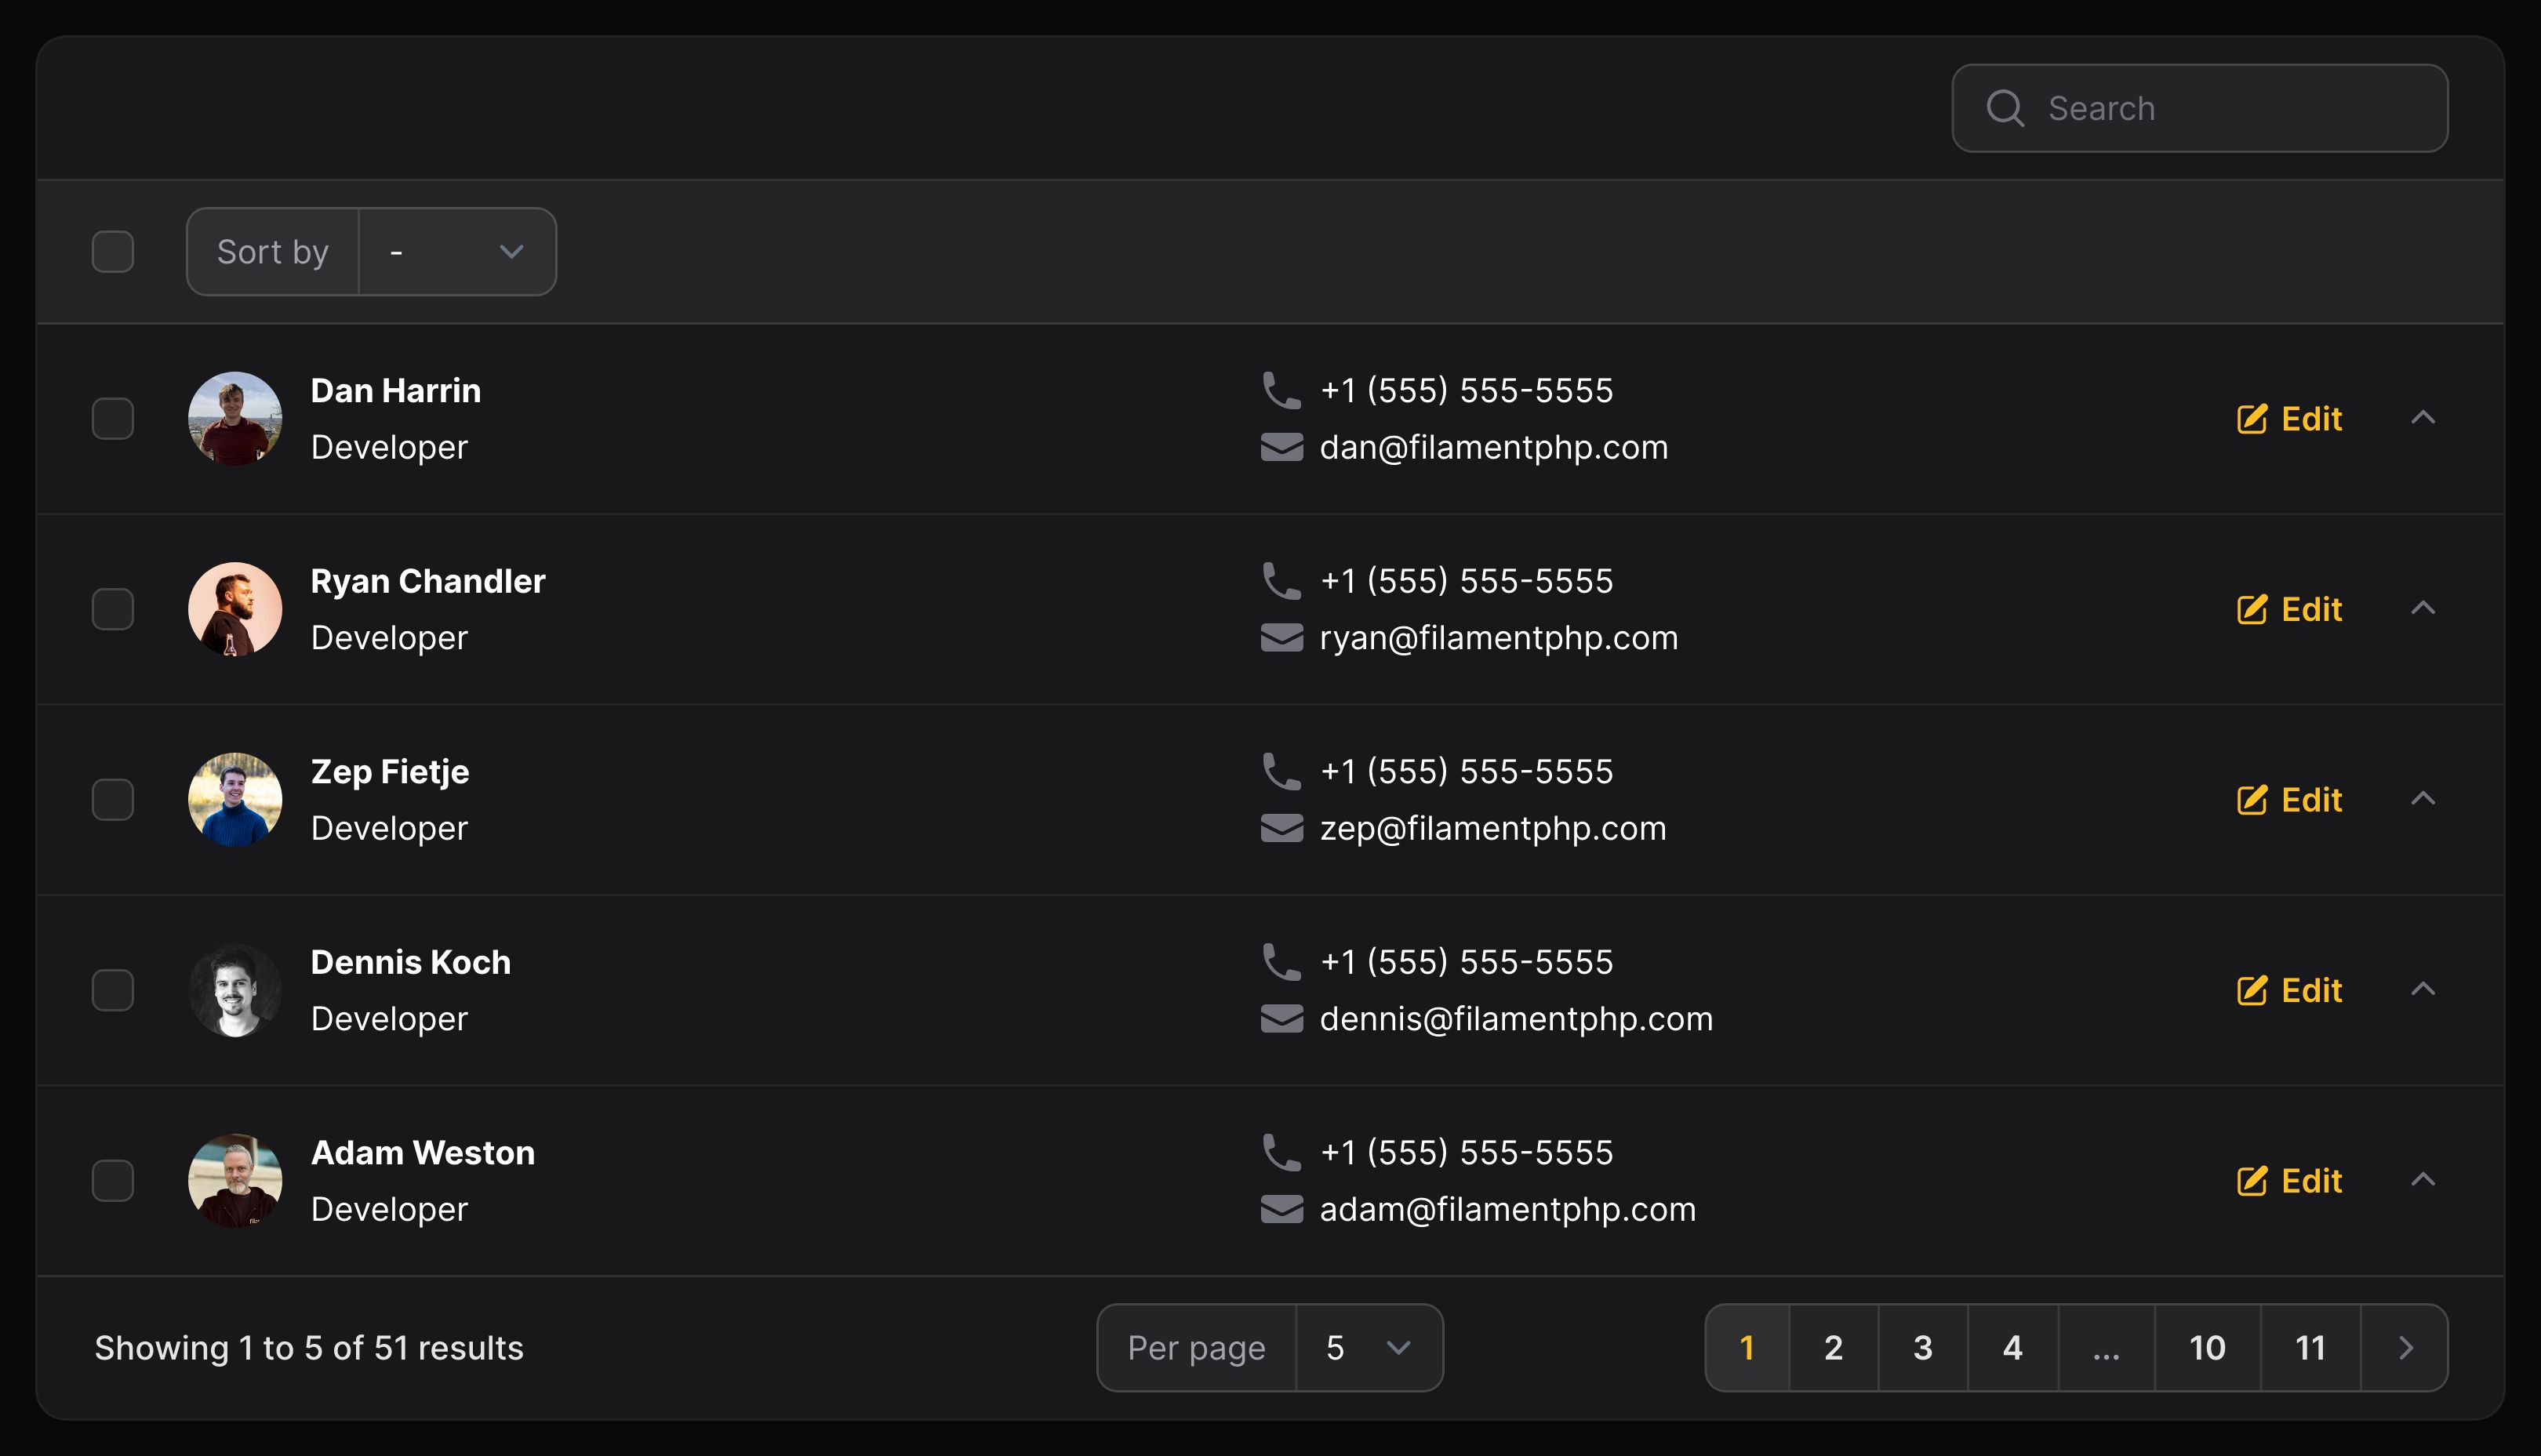 Search
Sort by -
Dan Harrin
Developer
+1 (555) 555-5555
dan@filamentphp.com
Edit
Ryan Chandler
Developer
+1 (555) 555-5555
ryan@filamentphp.com
Edit
Zep Fietje
Developer
+1 (555) 555-5555
zep@filamentphp.com
Edit
Dennis Koch
Developer
+1 (555) 555-5555
dennis@filamentphp.com
Edit
Adam Weston
Developer
+1 (555) 555-5555
adam@filamentphp.com
Edit
Showing 1 to 5 of 51 results
Per page 5
1 2 3 4 ... 10 11